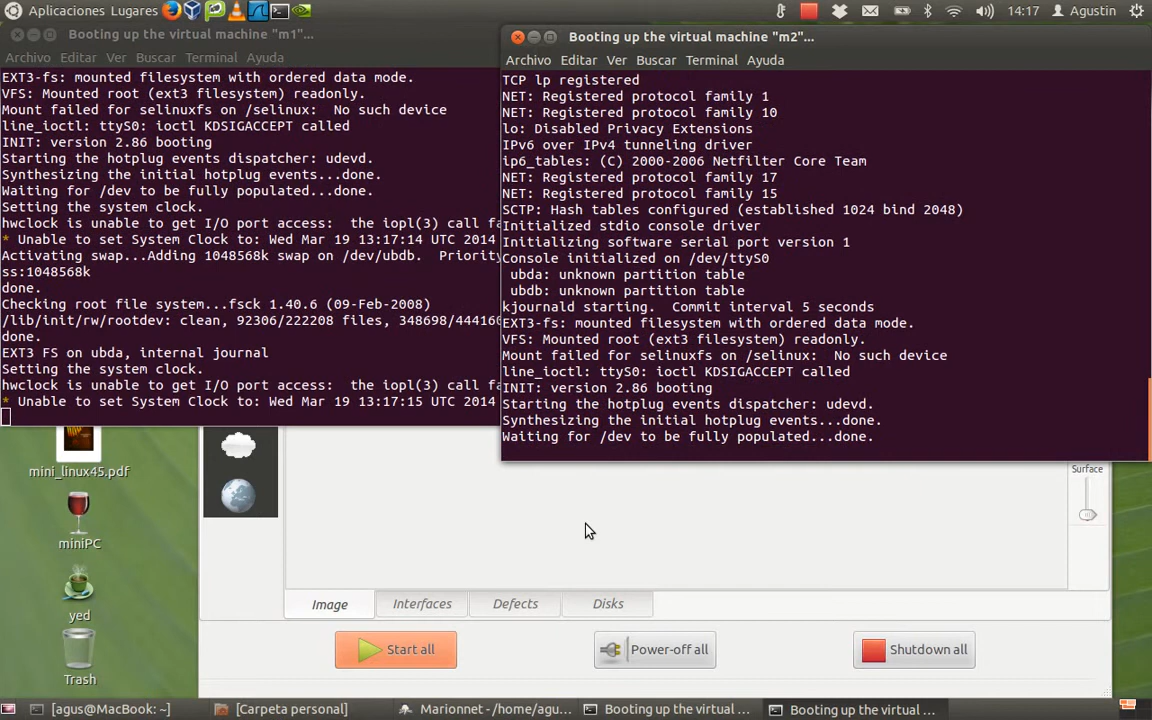 Aplicaciones Lugares
14:17 Agustin
Booting up the virtual machine "m1"...
Archivo Editar Ver Buscar Terminal Ayuda
EXT3-fs: mounted filesystem with ordered data mode.
VFS: Mounted root (ext3 filesystem) readonly.
Mount failed for selinuxfs on /selinux:  No such device
line_ioctl: ttyS0: ioctl KDSIGACCEPT called
INIT: version 2.86 booting
Starting the hotplug events dispatcher: udevd.
Synthesizing the initial hotplug events...done.
Waiting for /dev to be fully populated...done.
Setting the system clock.
hwclock is unable to get I/O port access:  the iopl(3) call fa
* Unable to set System Clock to: Wed Mar 19 13:17:14 UTC 2014
Activating swap...Adding 1048568k swap on /dev/ubdb.  Priority
ss:1048568k
done.
Checking root file system...fsck 1.40.6 (09-Feb-2008)
/lib/init/rw/rootdev: clean, 92306/222208 files, 348698/444160
done.
EXT3 FS on ubda, internal journal
Setting the system clock.
hwclock is unable to get I/O port access:  the iopl(3) call fa
* Unable to set System Clock to: Wed Mar 19 13:17:15 UTC 2014
Booting up the virtual machine "m2"...
Archivo Editar Ver Buscar Terminal Ayuda
TCP lp registered
NET: Registered protocol family 1
NET: Registered protocol family 10
lo: Disabled Privacy Extensions
IPv6 over IPv4 tunneling driver
ip6_tables: (C) 2000-2006 Netfilter Core Team
NET: Registered protocol family 17
NET: Registered protocol family 15
SCTP: Hash tables configured (established 1024 bind 2048)
Initialized stdio console driver
Initializing software serial port version 1
Console initialized on /dev/ttyS0
ubda: unknown partition table
ubdb: unknown partition table
kjournald starting.  Commit interval 5 seconds
EXT3-fs: mounted filesystem with ordered data mode.
VFS: Mounted root (ext3 filesystem) readonly.
Mount failed for selinuxfs on /selinux:  No such device
line_ioctl: ttyS0: ioctl KDSIGACCEPT called
INIT: version 2.86 booting
Starting the hotplug events dispatcher: udevd.
Synthesizing the initial hotplug events...done.
Waiting for /dev to be fully populated...done.
mini_linux45.pdf
miniPC
yed
Trash
Surface
Image Interfaces Defects Disks
Start all Power-off all Shutdown all
[agus@MacBook: ~] [Carpeta personal] Marionnet - /home/agu... Booting up the virtual ... Booting up the virtual ...